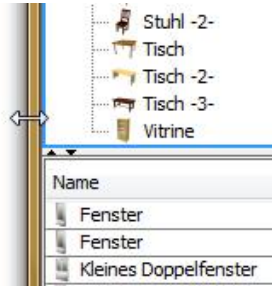 Stuhl -2-
Tisch
Tisch -2-
Tisch -3-
Vitrine
Name
Fenster
Fenster
Kleines Doppelfenster